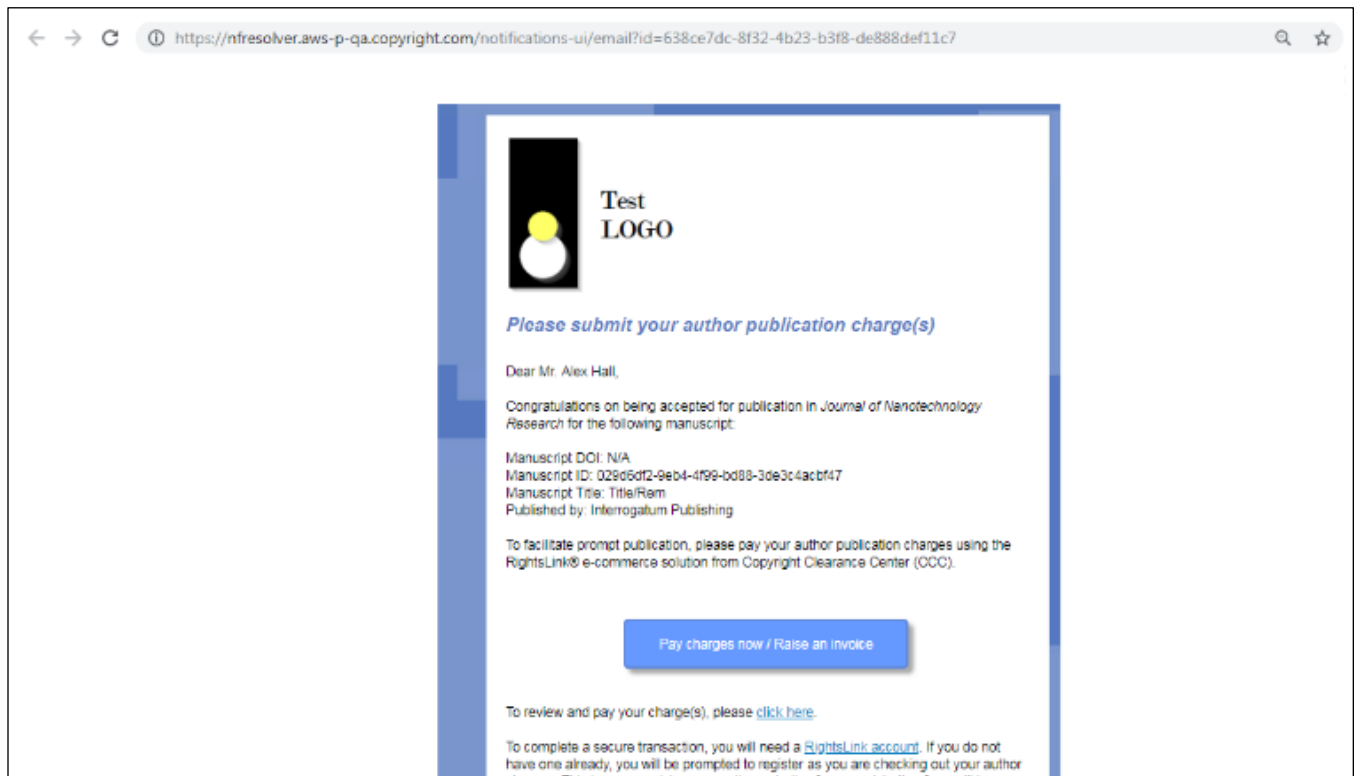 https://nfresolver.aws-p-qa.copyright.com/notifications-ui/email?id=638ce7dc-8f32-4b23-b3f8-de888def11c7
Test
LOGO
Please submit your author publication charge(s)
Dear Mr. Alex Hall,
Congratulations on being accepted for publication in Journal of Nanotechnology
Research for the following manuscript:
Manuscript DOI: N/A
Manuscript ID: 029d6df2-9eb4-4f99-bd88-3de3c4acbf47
Manuscript Title: Title/Rem
Published by: Interrogatum Publishing
To facilitate prompt publication, please pay your author publication charges using the
RightsLink® e-commerce solution from Copyright Clearance Center (CCC).
Pay charges now / Raise an invoice
To review and pay your charge(s), please click here.
To complete a secure transaction, you will need a RightsLink account. If you do not
have one already, you will be prompted to register as you are checking out your author